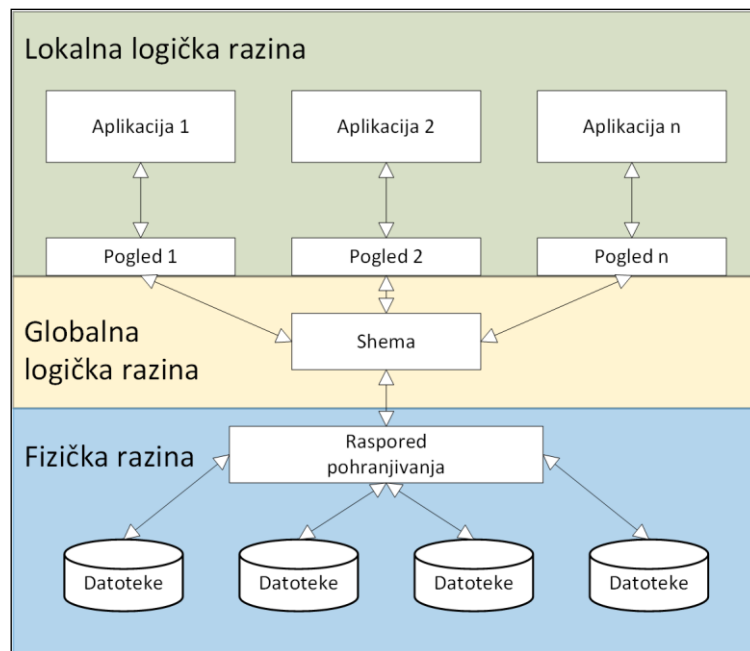 Lokalna logička razina
Aplikacija 1
Aplikacija 2
Aplikacija n
Pogled 1
Pogled 2
Pogled n
Globalna
logička razina
Shema
Fizička razina
Raspored
pohranjivanja
Datoteke
Datoteke
Datoteke
Datoteke